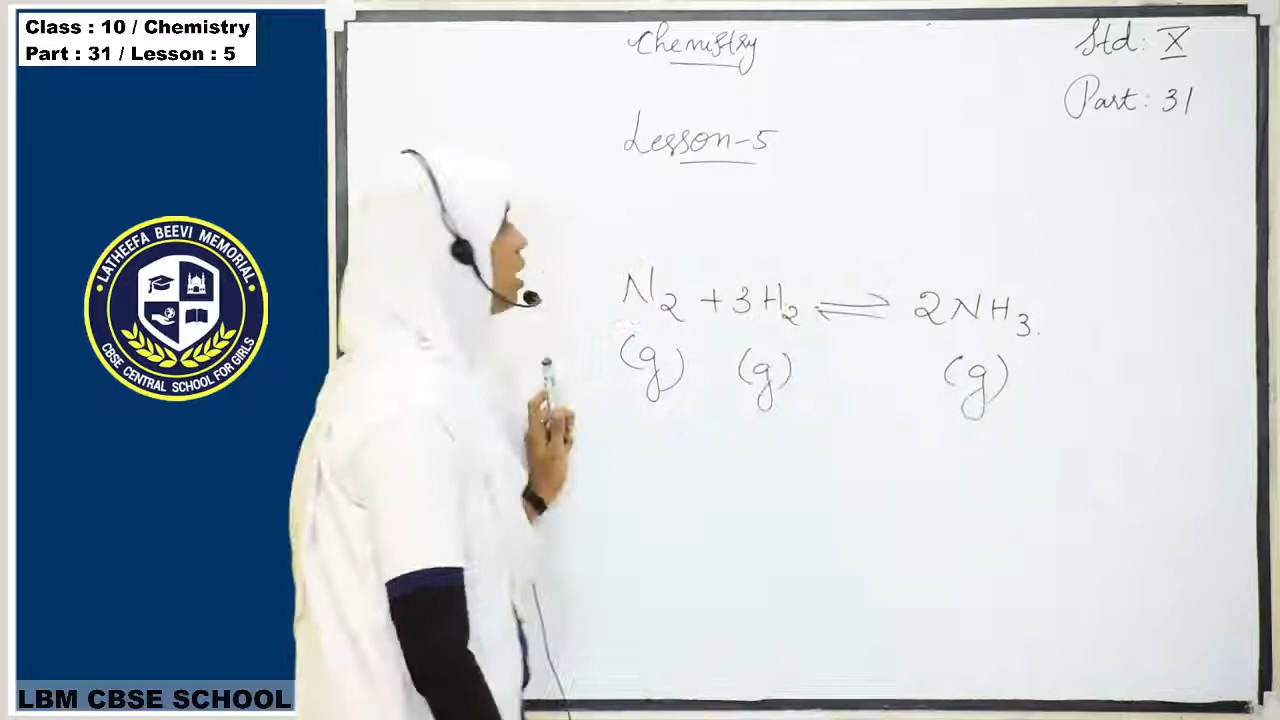 Class : 10 / Chemistry
Part : 31 / Lesson : 5
Chemistry
Std: X
Part: 31
Lesson-5
N2 + 3H2 ⇌ 2NH3.
(g) (g) (g)
LATHEEFA BEEVI MEMORIAL
CBSE CENTRAL SCHOOL FOR GIRLS
LBM CBSE SCHOOL